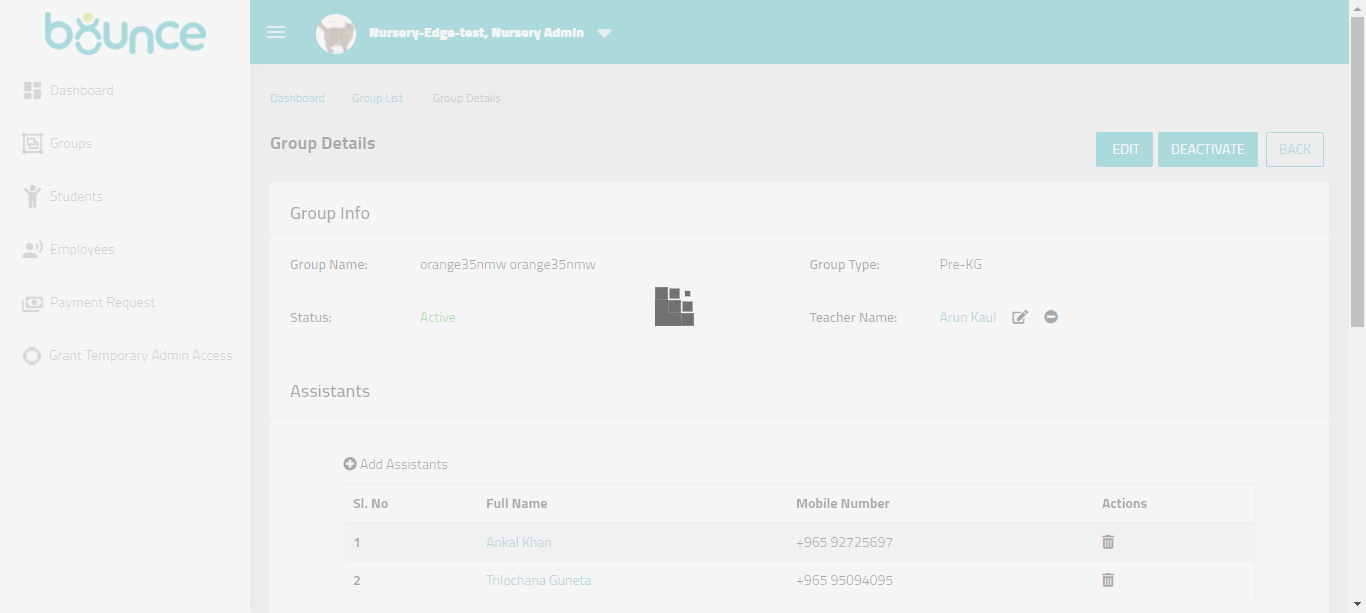 bounce
Nursery-Edge-test, Nursery Admin
Dashboard
Groups
Students
Employees
Payment Request
Grant Temporary Admin Access
Dashboard Group List Group Details
Group Details
EDIT DEACTIVATE BACK
Group Info
Group Name: orange35nmw orange35nmw Group Type: Pre-KG
Status: Active Teacher Name: Arun Kaul
Assistants
Add Assistants
Sl. No Full Name Mobile Number Actions
1 Ankal Khan +965 92725697
2 Trilochana Guneta +965 95094095